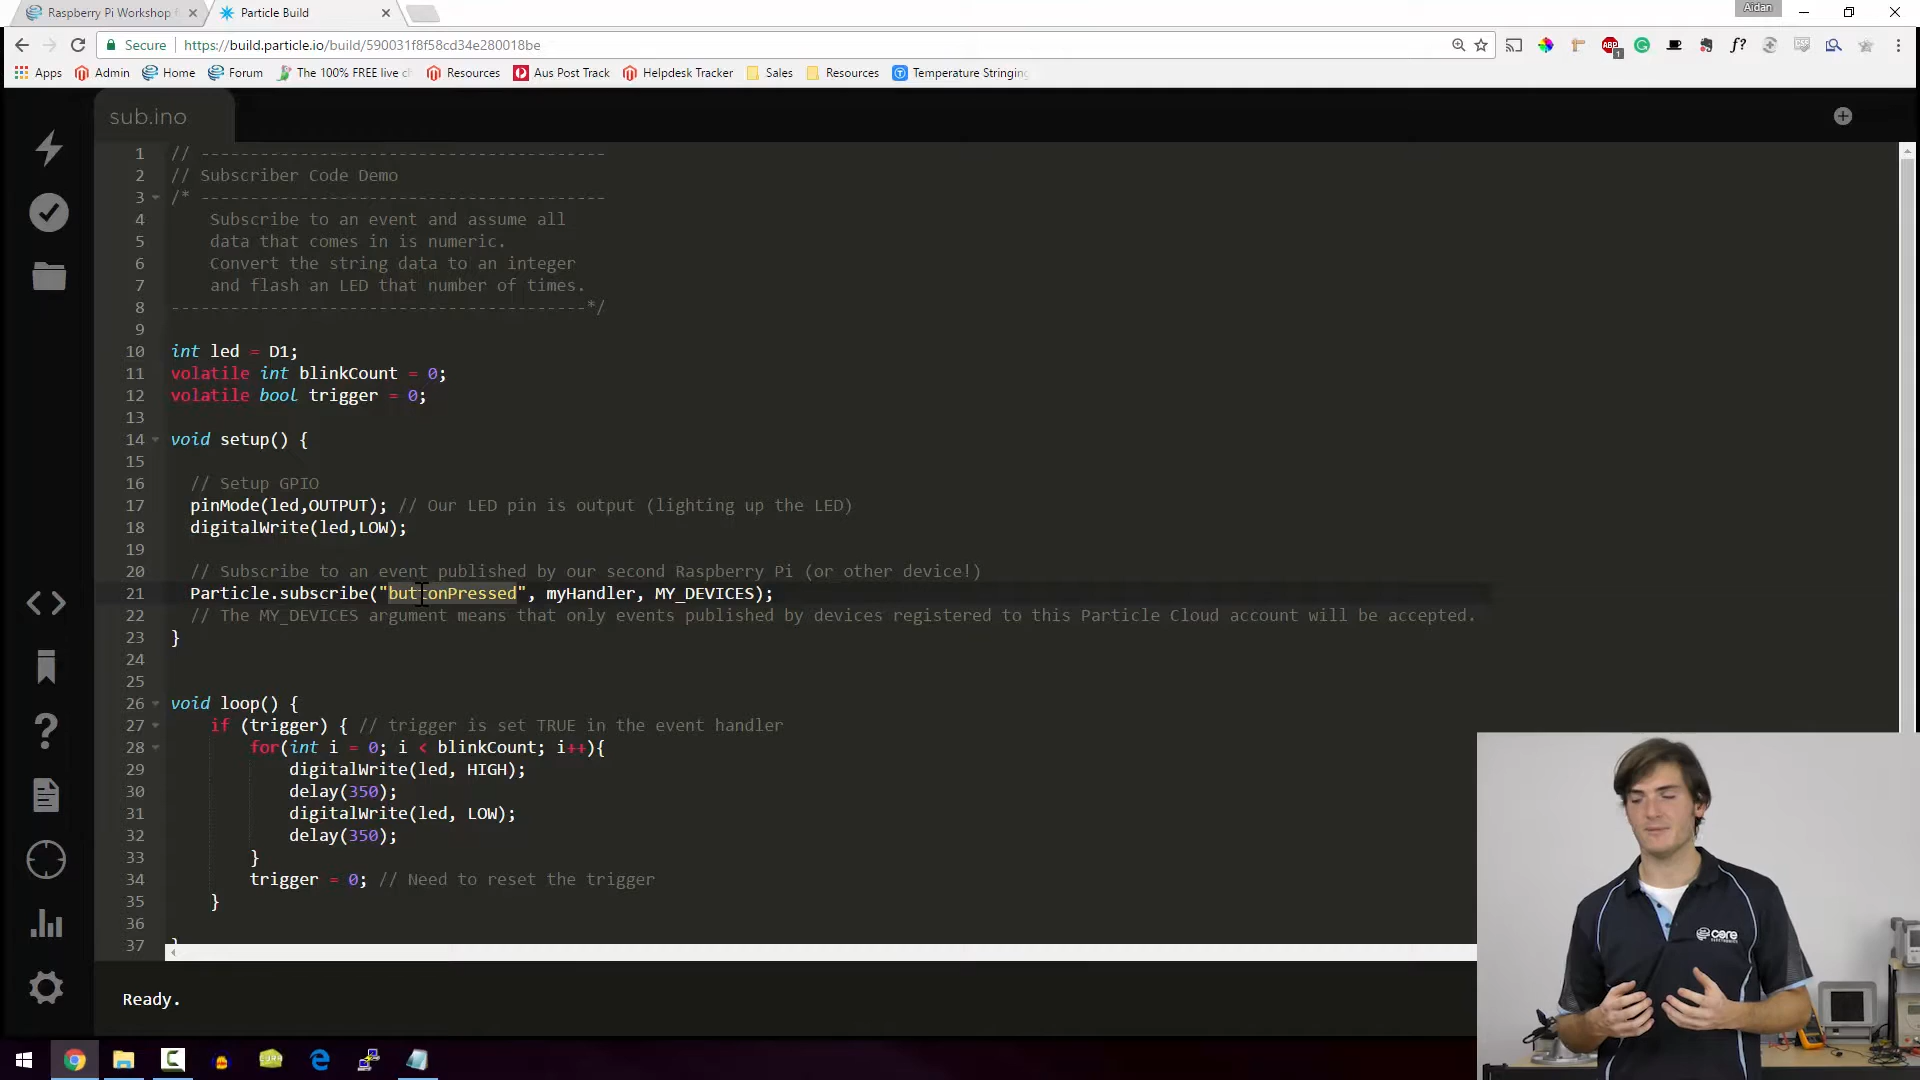 Raspberry Pi Workshop f
Particle Build
Aidan
Secure
https://build.particle.io/build/590031f8f58cd34e280018be
Apps
Admin
Home
Forum
The 100% FREE live ch
Resources
Aus Post Track
Helpdesk Tracker
Sales
Resources
Temperature Stringing
sub.ino
1 // -----------------------------------------
2 // Subscriber Code Demo
3 /* -----------------------------------------
4 Subscribe to an event and assume all
5 data that comes in is numeric.
6 Convert the string data to an integer
7 and flash an LED that number of times.
8 ------------------------------------------*/
9
10 int led = D1;
11 volatile int blinkCount = 0;
12 volatile bool trigger = 0;
13
14 void setup() {
15
16 // Setup GPIO
17 pinMode(led,OUTPUT); // Our LED pin is output (lighting up the LED)
18 digitalWrite(led,LOW);
19
20 // Subscribe to an event published by our second Raspberry Pi (or other device!)
21 Particle.subscribe("buttonPressed", myHandler, MY_DEVICES);
22 // The MY_DEVICES argument means that only events published by devices registered to this Particle Cloud account will be accepted.
23 }
24
25
26 void loop() {
27 if (trigger) { // trigger is set TRUE in the event handler
28 for(int i = 0; i < blinkCount; i++){
29 digitalWrite(led, HIGH);
30 delay(350);
31 digitalWrite(led, LOW);
32 delay(350);
33 }
34 trigger = 0; // Need to reset the trigger
35 }
36
37 }
Ready.
core
ELECTRONICS